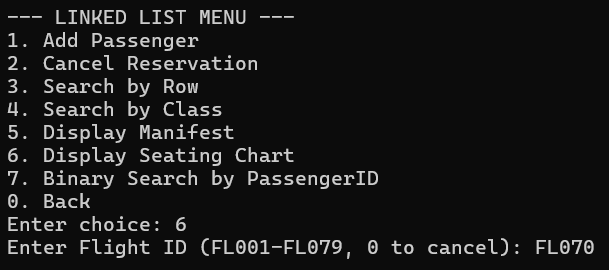 --- LINKED LIST MENU ---
1. Add Passenger
2. Cancel Reservation
3. Search by Row
4. Search by Class
5. Display Manifest
6. Display Seating Chart
7. Binary Search by PassengerID
0. Back
Enter choice: 6
Enter Flight ID (FL001-FL079, 0 to cancel): FL070